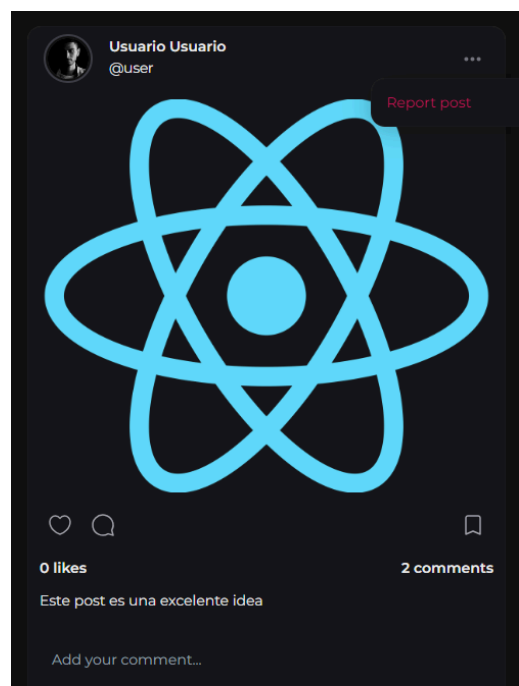 Usuario Usuario
@user
Report post
0 likes
2 comments
Este post es una excelente idea
Add your comment...